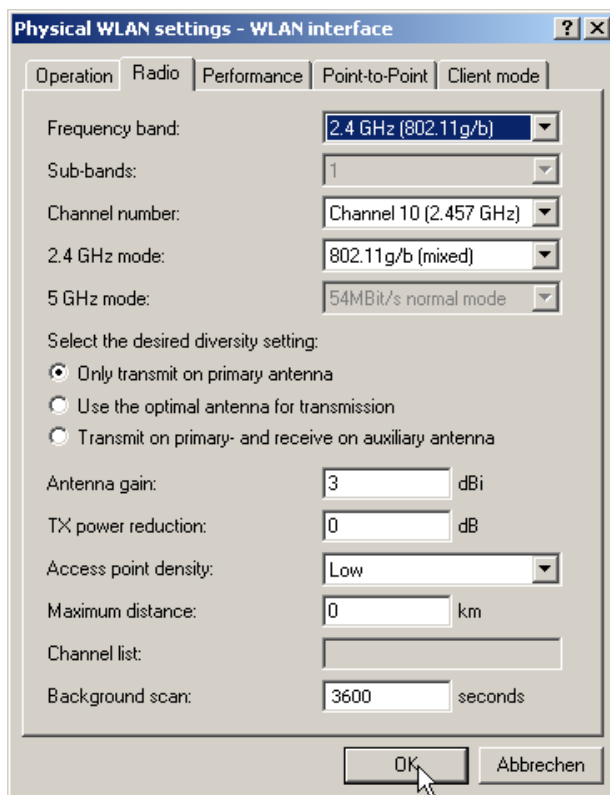 Physical WLAN settings - WLAN interface
Operation Radio Performance Point-to-Point Client mode
Frequency band: 2.4 GHz (802.11g/b)
Sub-bands: 1
Channel number: Channel 10 (2.457 GHz)
2.4 GHz mode: 802.11g/b (mixed)
5 GHz mode: 54MBit/s normal mode
Select the desired diversity setting:
Only transmit on primary antenna
Use the optimal antenna for transmission
Transmit on primary- and receive on auxiliary antenna
Antenna gain: 3 dBi
TX power reduction: 0 dB
Access point density: Low
Maximum distance: 0 km
Channel list:
Background scan: 3600 seconds
OK Abbrechen